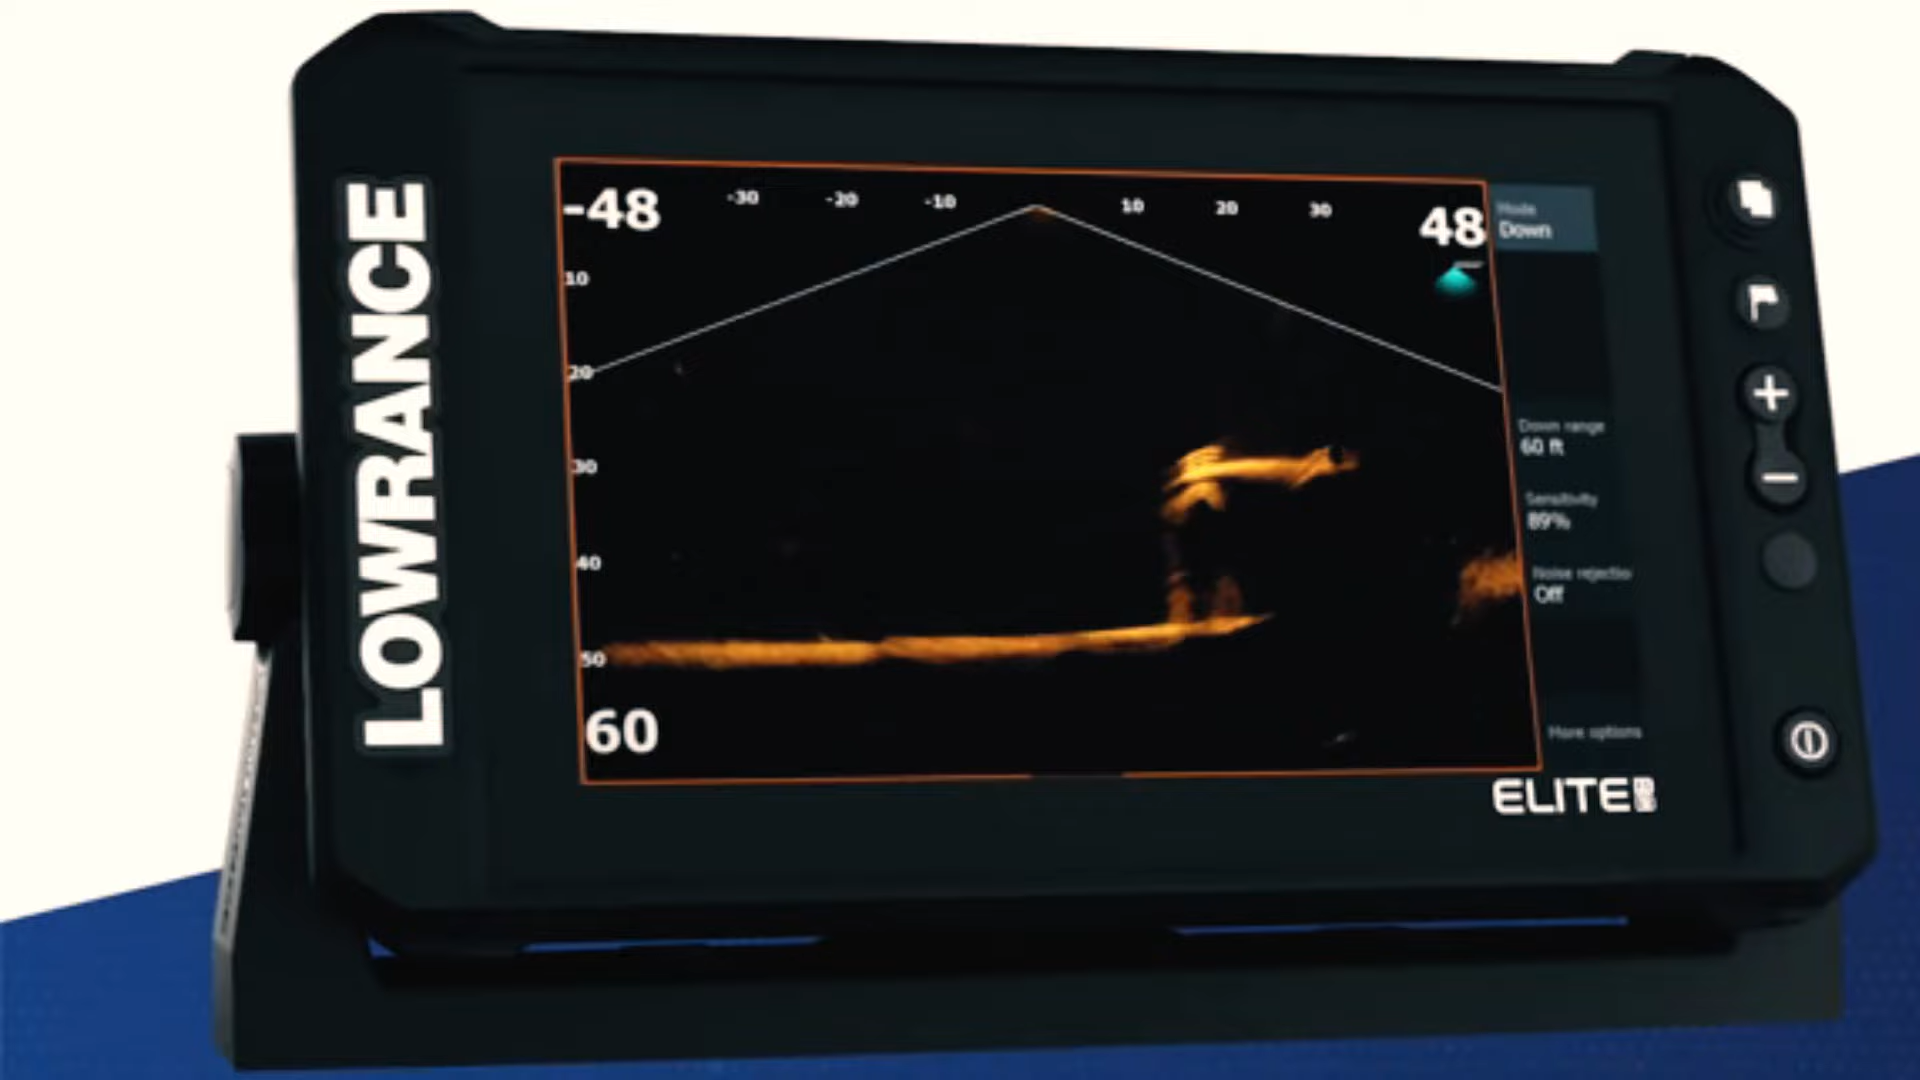 LOWRANCE
-48
-30
-20
-10
10
20
30
48
Mode
Down
10
20
30
40
50
60
Down range
60 ft
Sensitivity
89%
Noise rejectio
Off
More options
ELITE